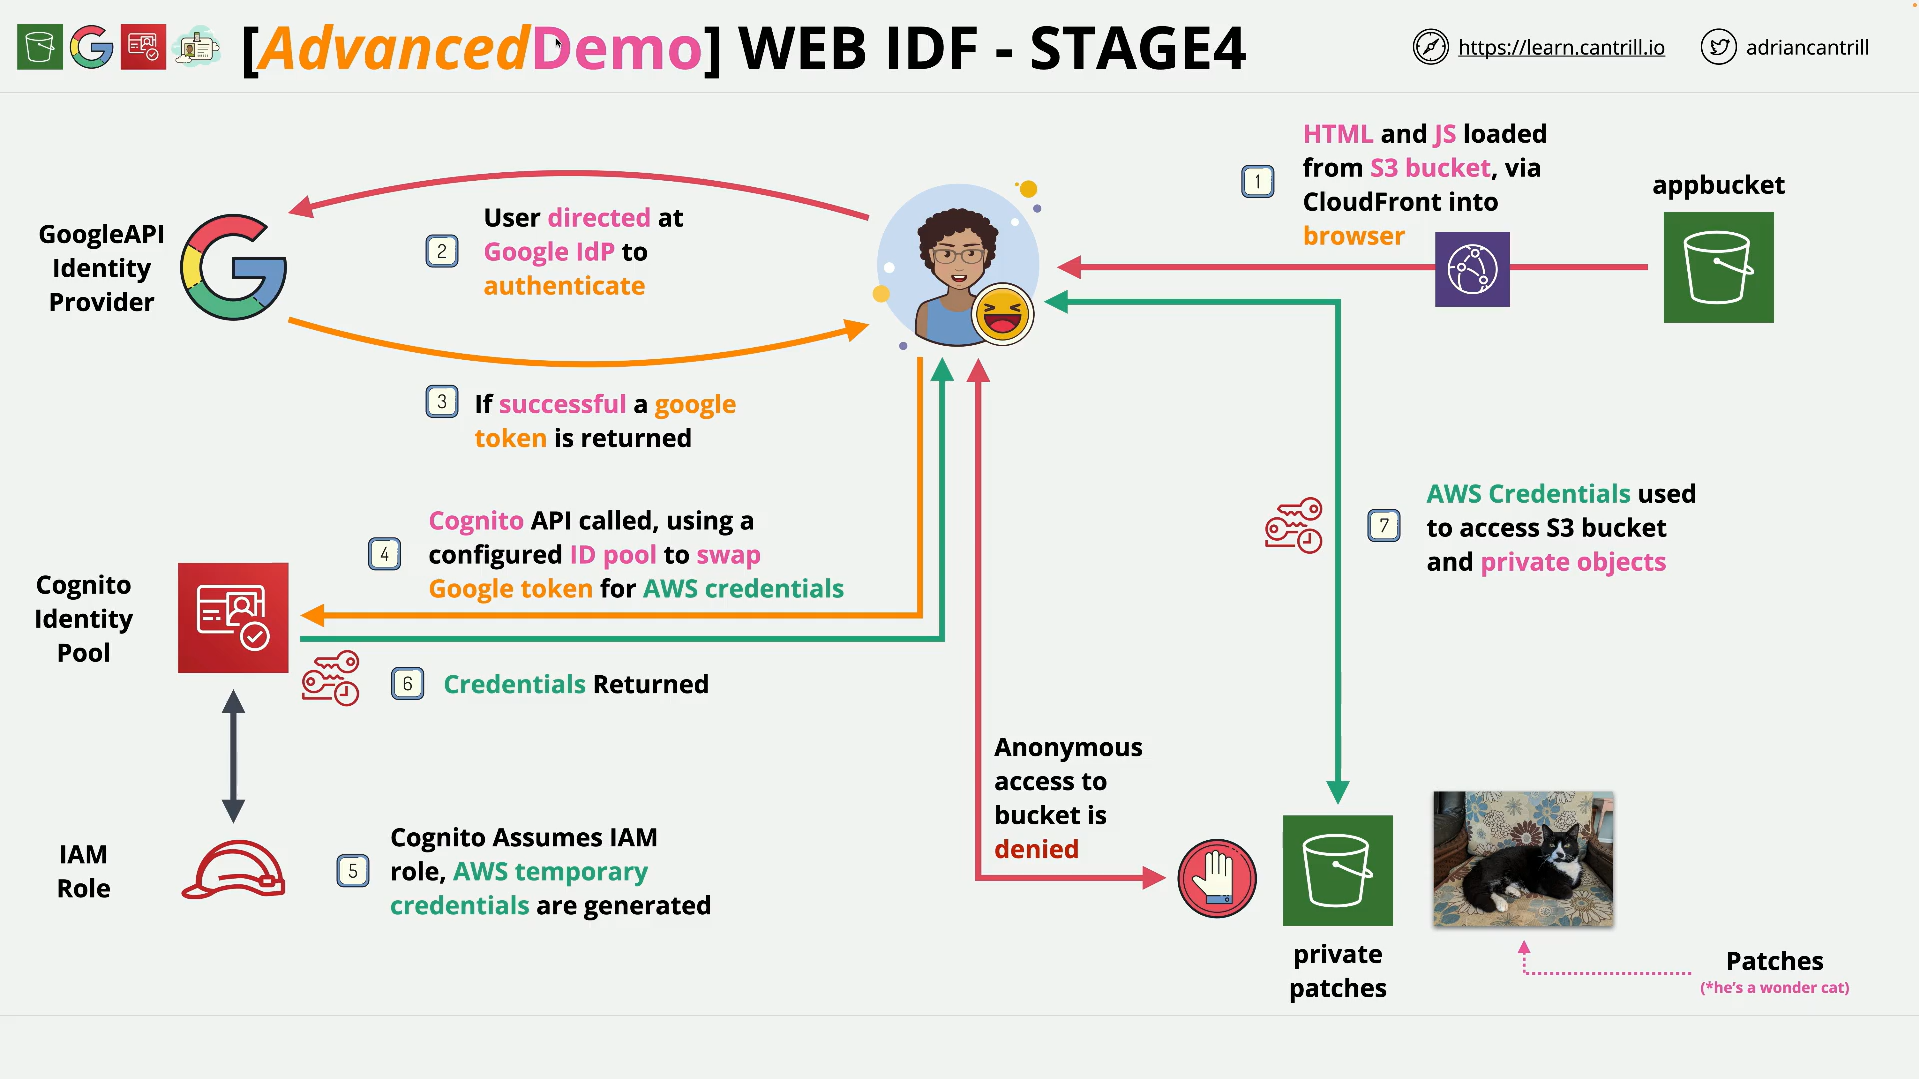 [AdvancedDemo] WEB IDF - STAGE4
https://learn.cantrill.io
adriancantrill
1
HTML and JS loaded
from S3 bucket, via
CloudFront into
browser
appbucket
GoogleAPI
Identity
Provider
2
User directed at
Google IdP to
authenticate
3
If successful a google
token is returned
4
Cognito API called, using a
configured ID pool to swap
Google token for AWS credentials
Cognito
Identity
Pool
6
Credentials Returned
7
AWS Credentials used
to access S3 bucket
and private objects
Anonymous
access to
bucket is
denied
IAM
Role
5
Cognito Assumes IAM
role, AWS temporary
credentials are generated
private
patches
Patches
(*he's a wonder cat)